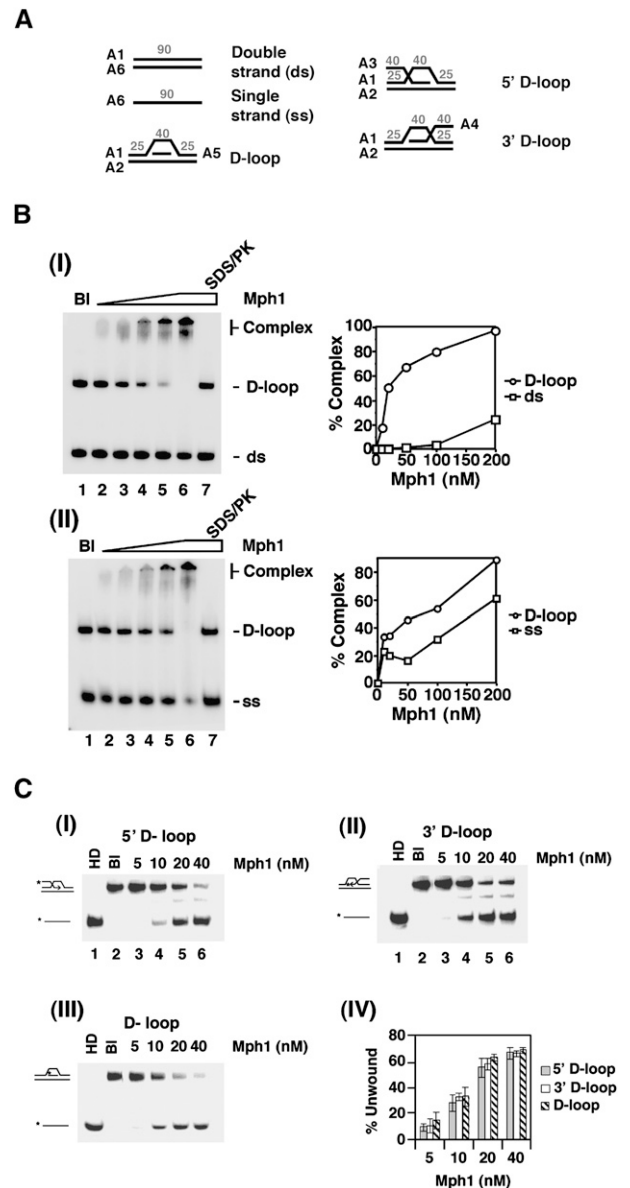 A
A1 90 Double
A6 strand (ds)
A6 90 Single
strand (ss)
A1 25 40 25 A5 D-loop
A2
A3 40 40
A1 25 25 5' D-loop
A2
40 40 A4
A1 25 25 3' D-loop
A2
B
(I)
SDS/PK
Bl Mph1
Complex
D-loop
ds
1 2 3 4 5 6 7
% Complex
100
80
60
40
20
0
0 50 100 150 200
Mph1 (nM)
D-loop
ds
(II)
SDS/PK
Bl Mph1
Complex
D-loop
ss
1 2 3 4 5 6 7
% Complex
80
60
40
20
0
0 50 100 150 200
Mph1 (nM)
D-loop
ss
C
(I)
5' D- loop
HD Bl 5 10 20 40 Mph1 (nM)
*
*
1 2 3 4 5 6
(II)
3' D-loop
HD Bl 5 10 20 40 Mph1 (nM)
*
1 2 3 4 5 6
(III)
D- loop
HD Bl 5 10 20 40 Mph1 (nM)
*
1 2 3 4 5 6
(IV)
% Unwound
80
60
40
20
0
5 10 20 40
Mph1 (nM)
5' D-loop
3' D-loop
D-loop